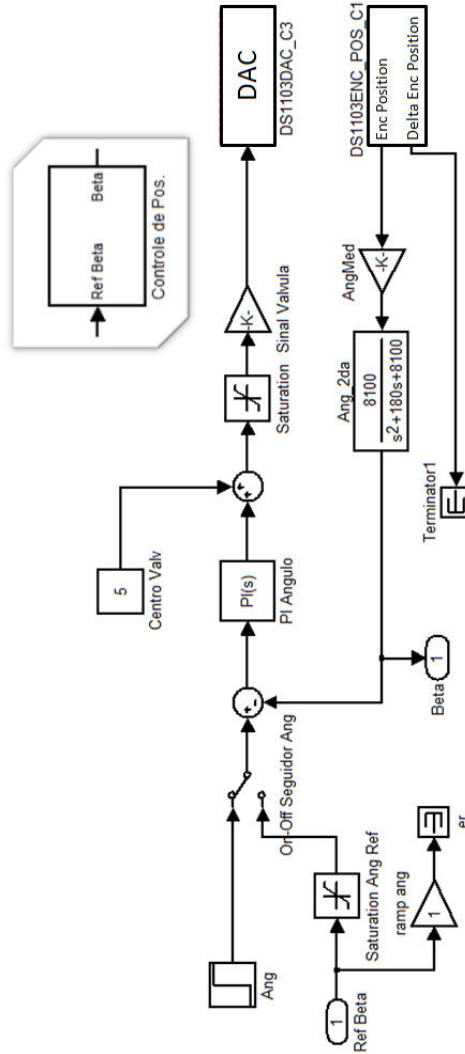 Ref Beta
Beta
Controle de Pos.
5
Centro Valv
Ang
On-Off Seguidor Ang
PI(s)
PI Angulo
Saturation
-K-
Sinal Valvula
DAC
DS1103DAC_C3
1
Ref Beta
Saturation Ang Ref
1
ramp ang
er
1
Beta
Ang_2da
8100
s2+180s+8100
AngMed
-K-
DS1103ENC_POS_C1
Enc Position
Delta Enc Position
Terminator1